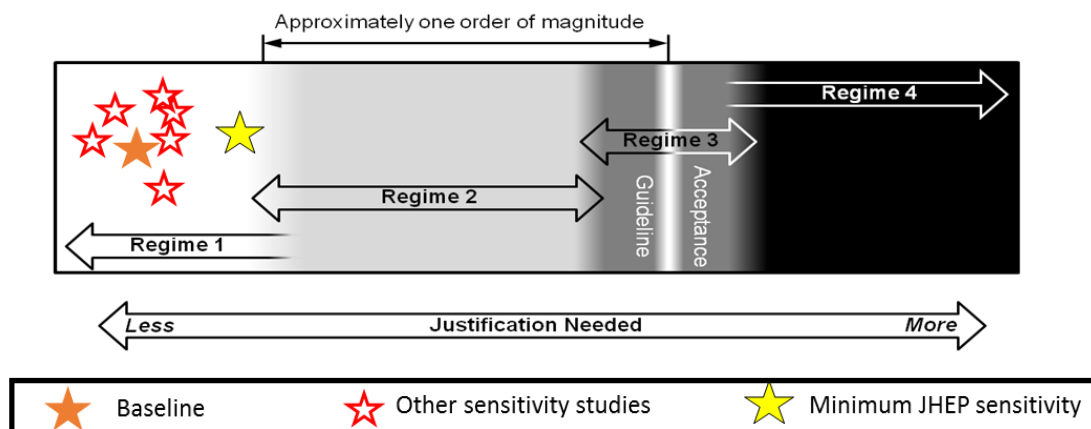 Approximately one order of magnitude
Regime 4
Regime 3
Regime 2
Guideline
Acceptance
Regime 1
Less
Justification Needed
More
Baseline
Other sensitivity studies
Minimum JHEP sensitivity